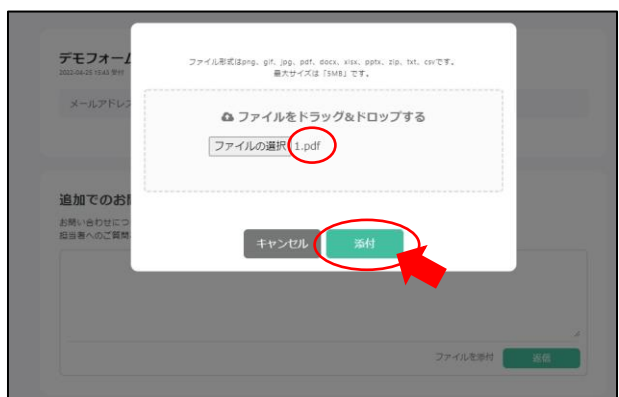 デモフォーム
2022-04-25 15:43 受付
メールアドレス
ファイル形式はpng、gif、jpg、pdf、docx、xlsx、pptx、zip、txt、csvです。
最大サイズは「5MB」です。
ファイルをドラッグ&ドロップする
ファイルの選択 1.pdf
キャンセル 添付
追加でのお
お問い合わせにつ
担当者へのご質問
ファイルを添付 返信